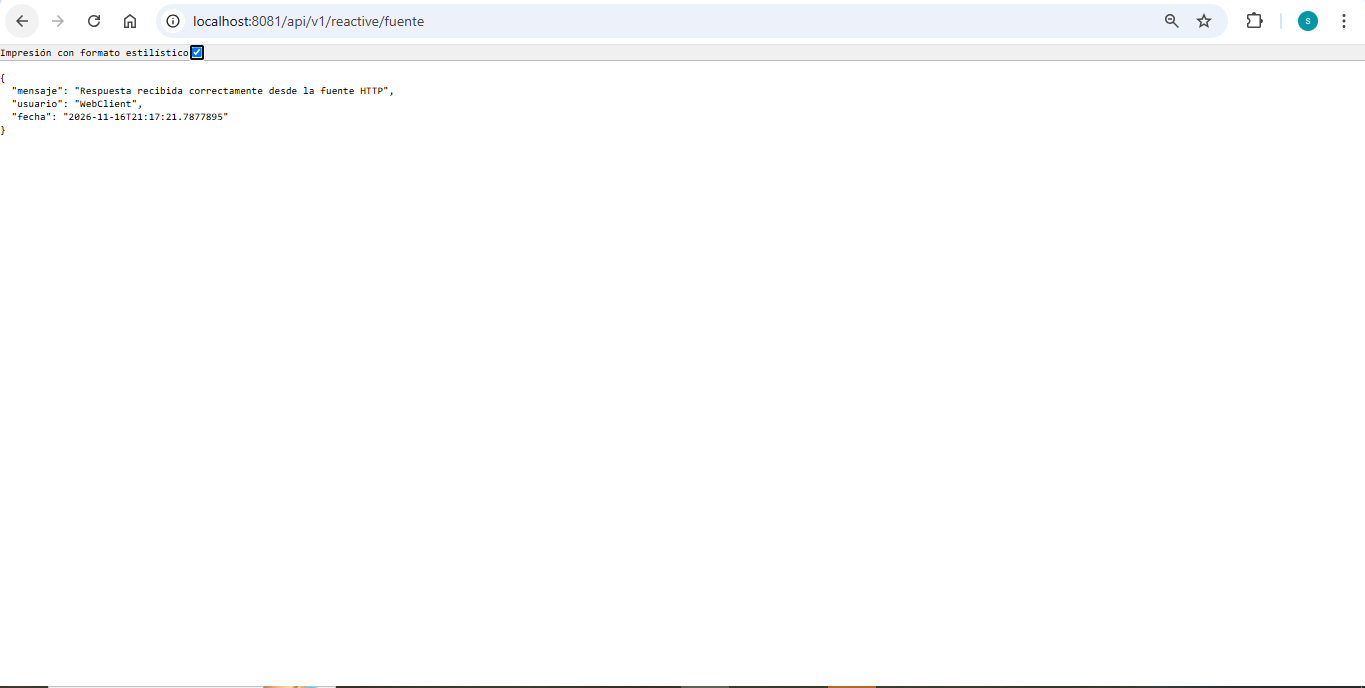 localhost:8081/api/v1/reactive/fuente
S
Impresión con formato estilístico
{
  "mensaje": "Respuesta recibida correctamente desde la fuente HTTP",
  "usuario": "WebClient",
  "fecha": "2026-11-16T21:17:21.7877895"
}